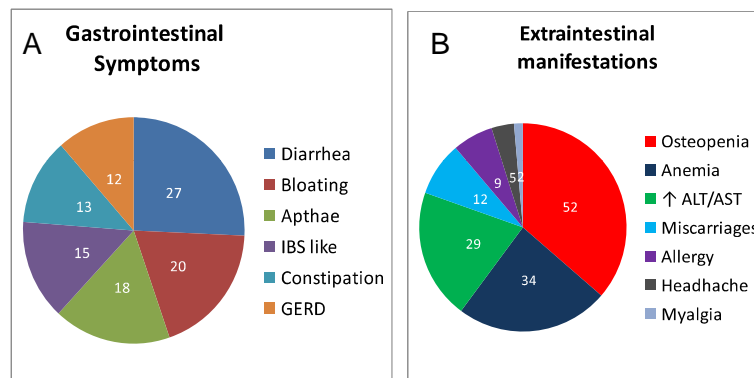 A
Gastrointestinal
Symptoms
27
20
18
15
13
12
Diarrhea
Bloating
Apthae
IBS like
Constipation
GERD
B
Extraintestinal
manifestations
52
34
29
12
9
5
2
Osteopenia
Anemia
↑ ALT/AST
Miscarriages
Allergy
Headhache
Myalgia